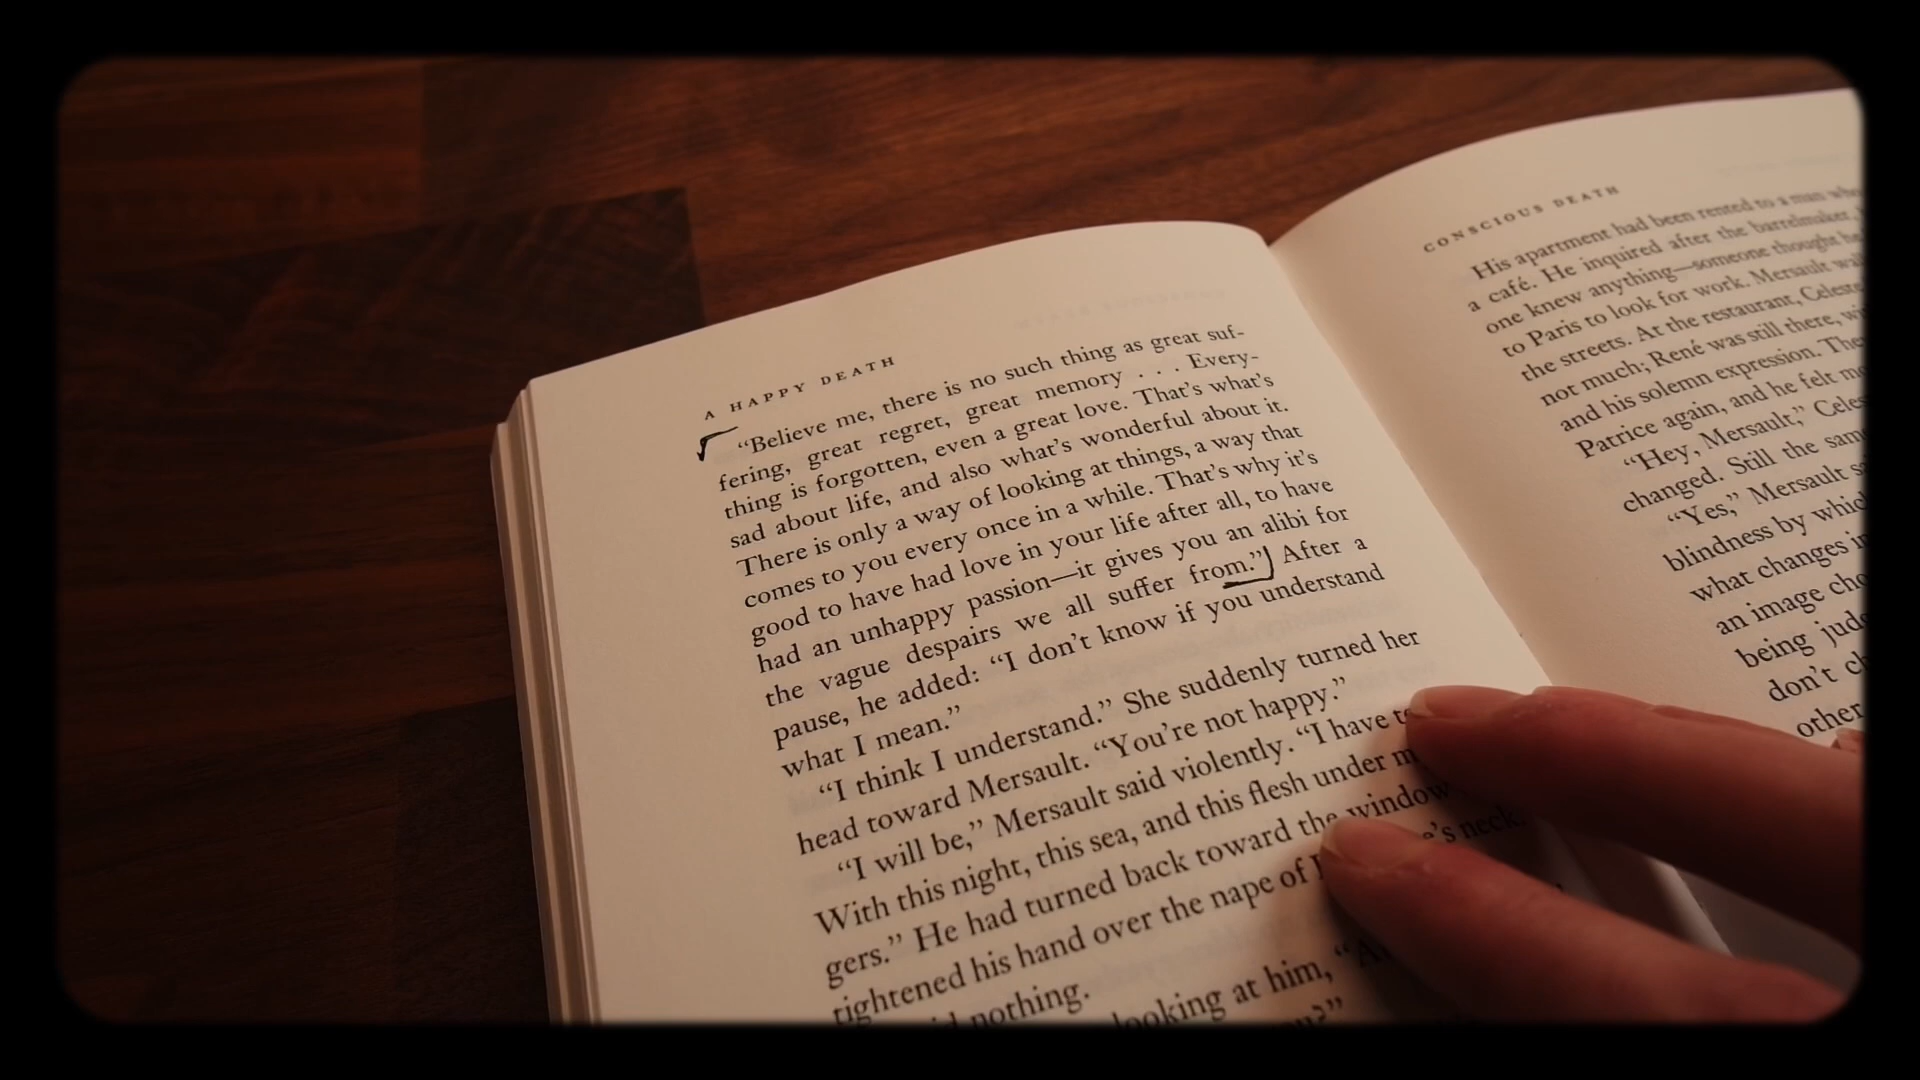 A HAPPY DEATH
“Believe me, there is no such thing as great suf-
fering, great regret, great memory . . . Every-
thing is forgotten, even a great love. That’s what’s
sad about life, and also what’s wonderful about it.
There is only a way of looking at things, a way that
comes to you every once in a while. That’s why it’s
good to have had love in your life after all, to have
had an unhappy passion—it gives you an alibi for
the vague despairs we all suffer from.” After a
pause, he added: “I don’t know if you understand
what I mean.”
“I think I understand.” She suddenly turned her
head toward Mersault. “You’re not happy.”
“I will be,” Mersault said violently. “I have
With this night, this sea, and this flesh under
gers.” He had turned back toward the window
tightened his hand over the nape of neck.
nothing.
looking at him,
CONSCIOUS DEATH
His apartment had been rented to a man who
a café. He inquired after the barrelmaker,
one knew anything—someone thought he
to Paris to look for work. Mersault
the streets. At the restaurant, Celeste
not much; René was still there,
and his solemn expression.
Patrice again, and he felt
“Hey, Mersault,”
changed. Still the
“Yes,” Mersault
blindness by
what changes
an image
being
don’t
other